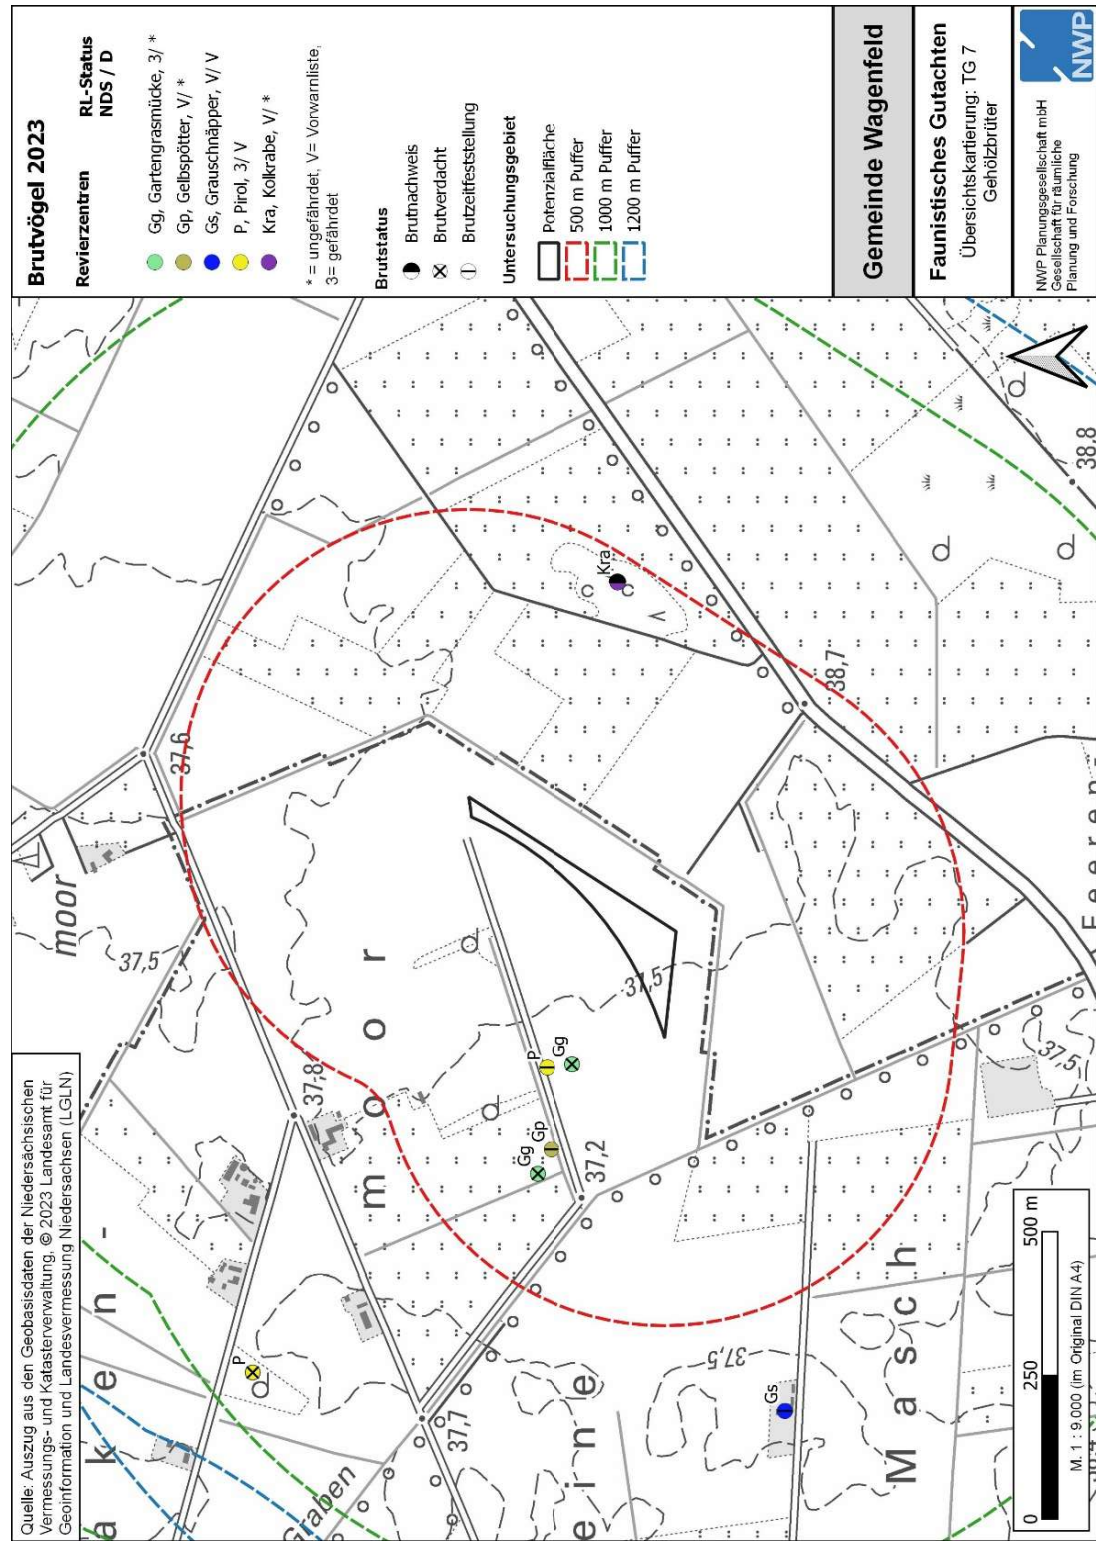 Quelle: Auszug aus den Geobasisdaten der Niedersächsischen
Vermessungs- und Katasterverwaltung, © 2023 Landesamt für
Geoinformation und Landesvermessung Niedersachsen (LGLN)
Brutvögel 2023
Revierzentren
RL-Status
NDS / D
Gg, Gartengrasmücke, 3/ *
Gp, Gelbspötter, V/ *
Gs, Grauschnäpper, V/ V
P, Pirol, 3/ V
Kra, Kolkrabe, V/ *
* = ungefährdet, V= Vorwarnliste,
3= gefährdet
Brutstatus
Brutnachweis
Brutverdacht
Brutzeitfeststellung
Untersuchungsgebiet
Potenzialfläche
500 m Puffer
1000 m Puffer
1200 m Puffer
Gemeinde Wagenfeld
Faunistisches Gutachten
Übersichtskartierung: TG 7
Gehölzbrüter
NWP Planungsgesellschaft mbH
Gesellschaft für räumliche
Planung und Forschung
NWP
a k e n -
moor
37,6
37,5
37,8
m o o r
P
37,7
Graben
Gg
Gp
P
Gg
37,2
37,5
Kra
38,7
38,8
e i n e
37,5
Gs
M a s c h
37,5
F e e r e n -
0
250
500 m
M. 1 : 9.000 (im Original DIN A4)